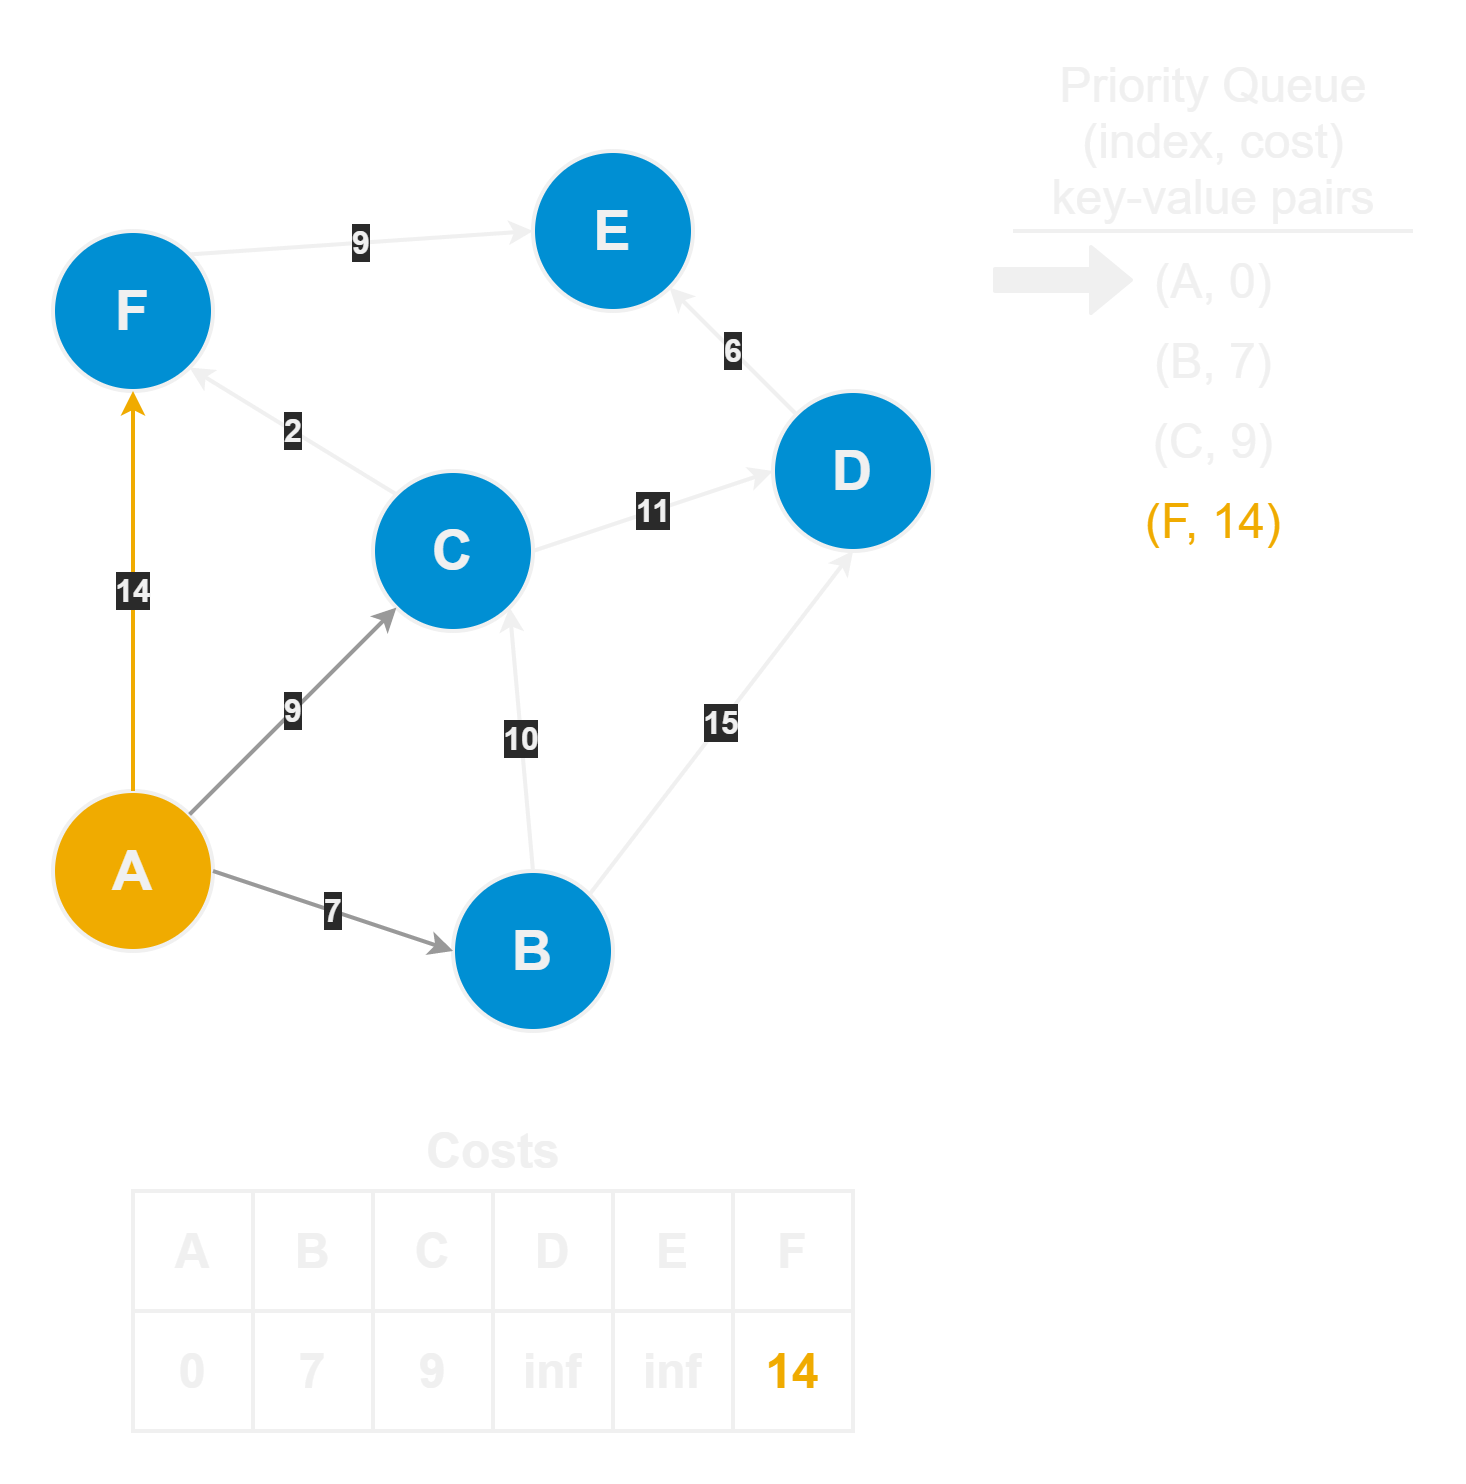 Priority Queue
(index, cost)
key-value pairs
(A, 0)
(B, 7)
(C, 9)
(F, 14)
E
9
F
6
2
D
11
C
14
9
10
15
A
7
B
Costs
A B C D E F
0 7 9 inf inf 14